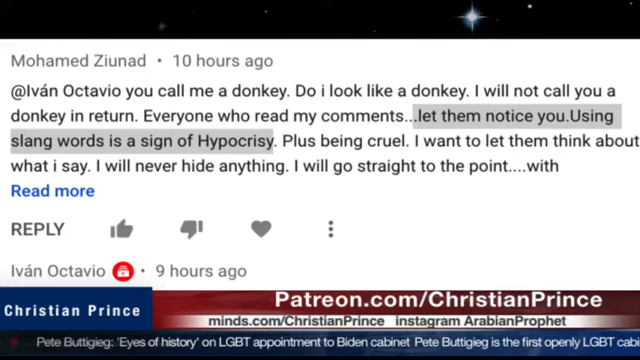 Mohamed Ziunad • 10 hours ago
@Iván Octavio you call me a donkey. Do i look like a donkey. I will not call you a
donkey in return. Everyone who read my comments...let them notice you.Using
slang words is a sign of Hypocrisy. Plus being cruel. I want to let them think about
what i say. I will never hide anything. I will go straight to the point....with
Read more
REPLY
Iván Octavio • 9 hours ago
Christian Prince
Patreon.com/ChristianPrince
minds.com/ChristianPrince instagram ArabianProphet
Pete Buttigieg: 'Eyes of history' on LGBT appointment to Biden cabinet Pete Buttigieg is the first openly LGBT cabi